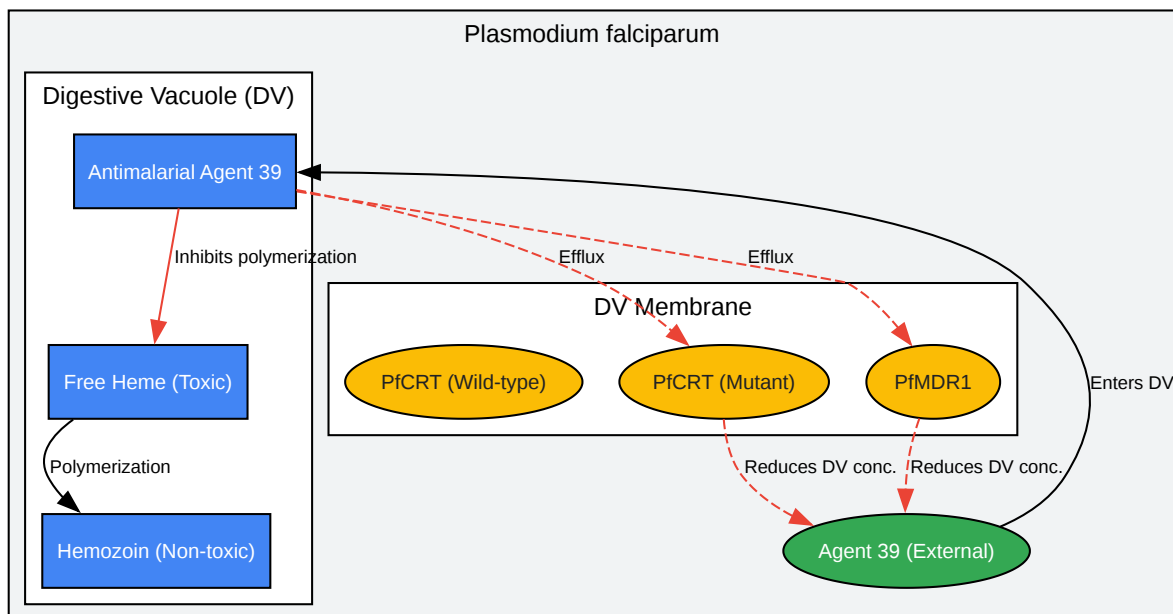 Plasmodium falciparum
Digestive Vacuole (DV)
Antimalarial Agent 39
Inhibits polymerization
Efflux
Efflux
DV Membrane
Free Heme (Toxic)
PfCRT (Wild-type)
PfCRT (Mutant)
PfMDR1
Enters DV
Polymerization
Reduces DV conc.
Reduces DV conc.
Hemozoin (Non-toxic)
Agent 39 (External)